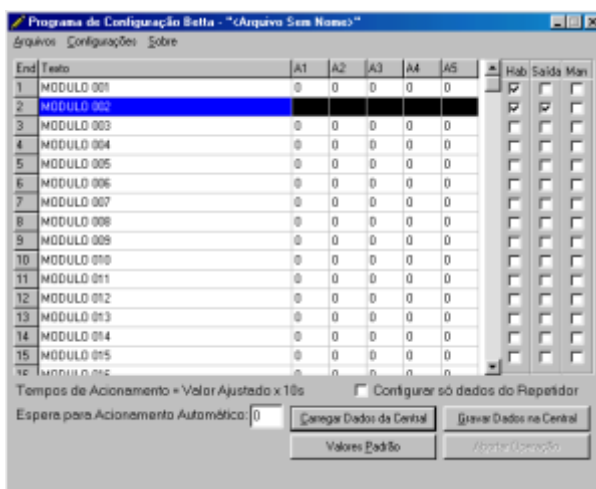 Programa de Configuração Betta - "<Arquivo Sem Nome>"
Arquivos Configurações Sobre
End Texto A1 A2 A3 A4 A5 Hab Saída Man
1 MODULO 001 0 0 0 0 0
2 MODULO 002
3 MODULO 003 0 0 0 0 0
4 MODULO 004 0 0 0 0 0
5 MODULO 005 0 0 0 0 0
6 MODULO 006 0 0 0 0 0
7 MODULO 007 0 0 0 0 0
8 MODULO 008 0 0 0 0 0
9 MODULO 009 0 0 0 0 0
10 MODULO 010 0 0 0 0 0
11 MODULO 011 0 0 0 0 0
12 MODULO 012 0 0 0 0 0
13 MODULO 013 0 0 0 0 0
14 MODULO 014 0 0 0 0 0
15 MODULO 015 0 0 0 0 0
16 MODULO 016 0 0 0 0 0
Tempos de Acionamento = Valor Ajustado x 10s Configurar só dados do Repetidor
Espera para Acionamento Automático: 0 Carregar Dados da Central Gravar Dados na Central
Valores Padrão Abortar Operação